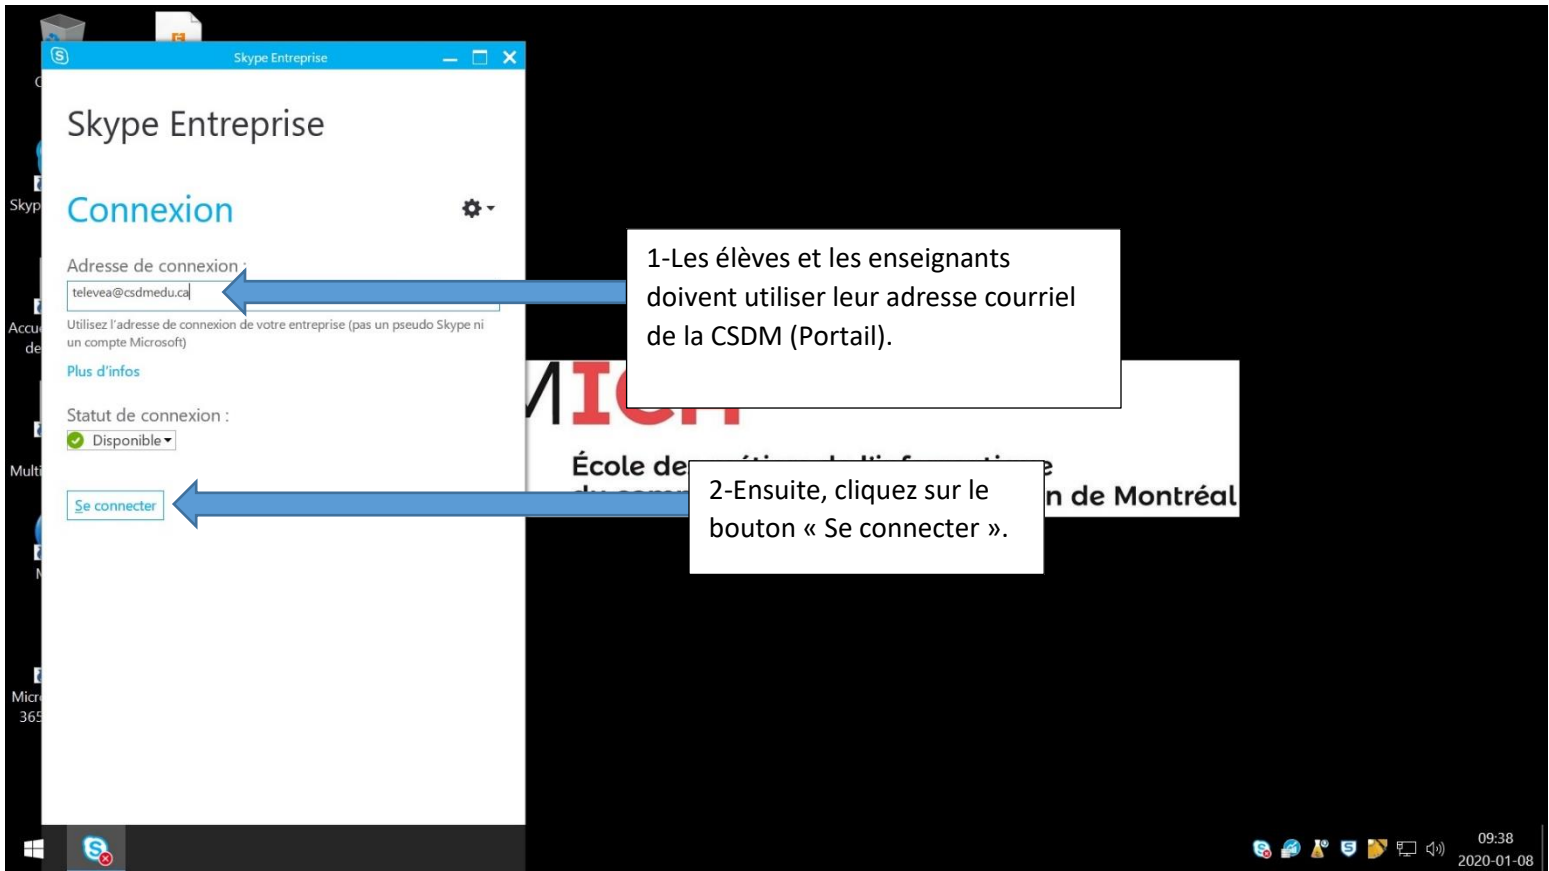 Skype Entreprise
Skype Entreprise
Connexion
Adresse de connexion :
televea@csdmedu.ca
Utilisez l'adresse de connexion de votre entreprise (pas un pseudo Skype ni
un compte Microsoft)
Plus d'infos
Statut de connexion :
Disponible
Se connecter
1-Les élèves et les enseignants
doivent utiliser leur adresse courriel
de la CSDM (Portail).
École
2-Ensuite, cliquez sur le
bouton « Se connecter ».
de Montréal
09:38
2020-01-08